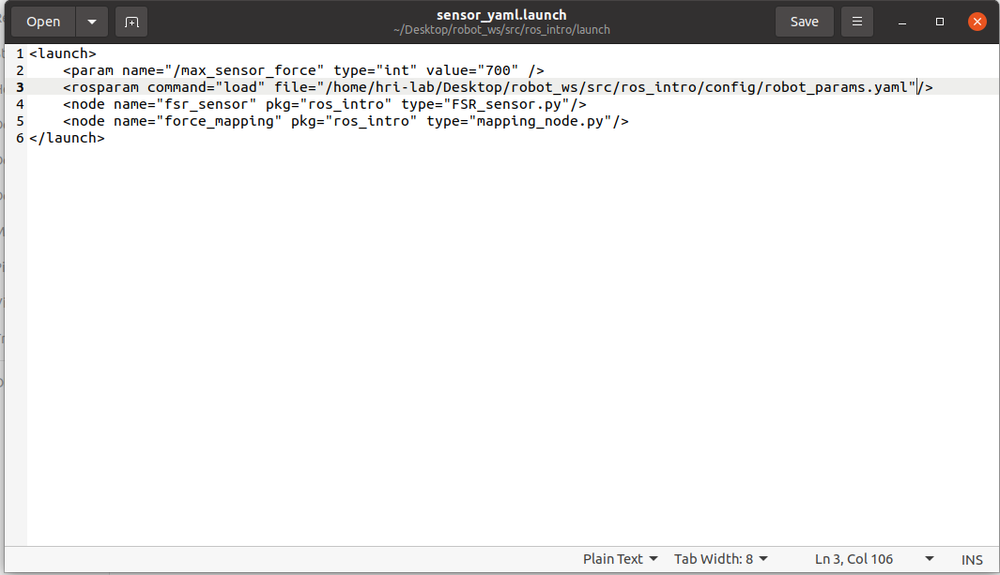 Open
sensor_yaml.launch
~/Desktop/robot_ws/src/ros_intro/launch
Save
1 <launch>
2     <param name="/max_sensor_force" type="int" value="700" />
3     <rosparam command="load" file="/home/hri-lab/Desktop/robot_ws/src/ros_intro/config/robot_params.yaml"/>
4     <node name="fsr_sensor" pkg="ros_intro" type="FSR_sensor.py"/>
5     <node name="force_mapping" pkg="ros_intro" type="mapping_node.py"/>
6 </launch>
Plain Text Tab Width: 8 Ln 3, Col 106 INS